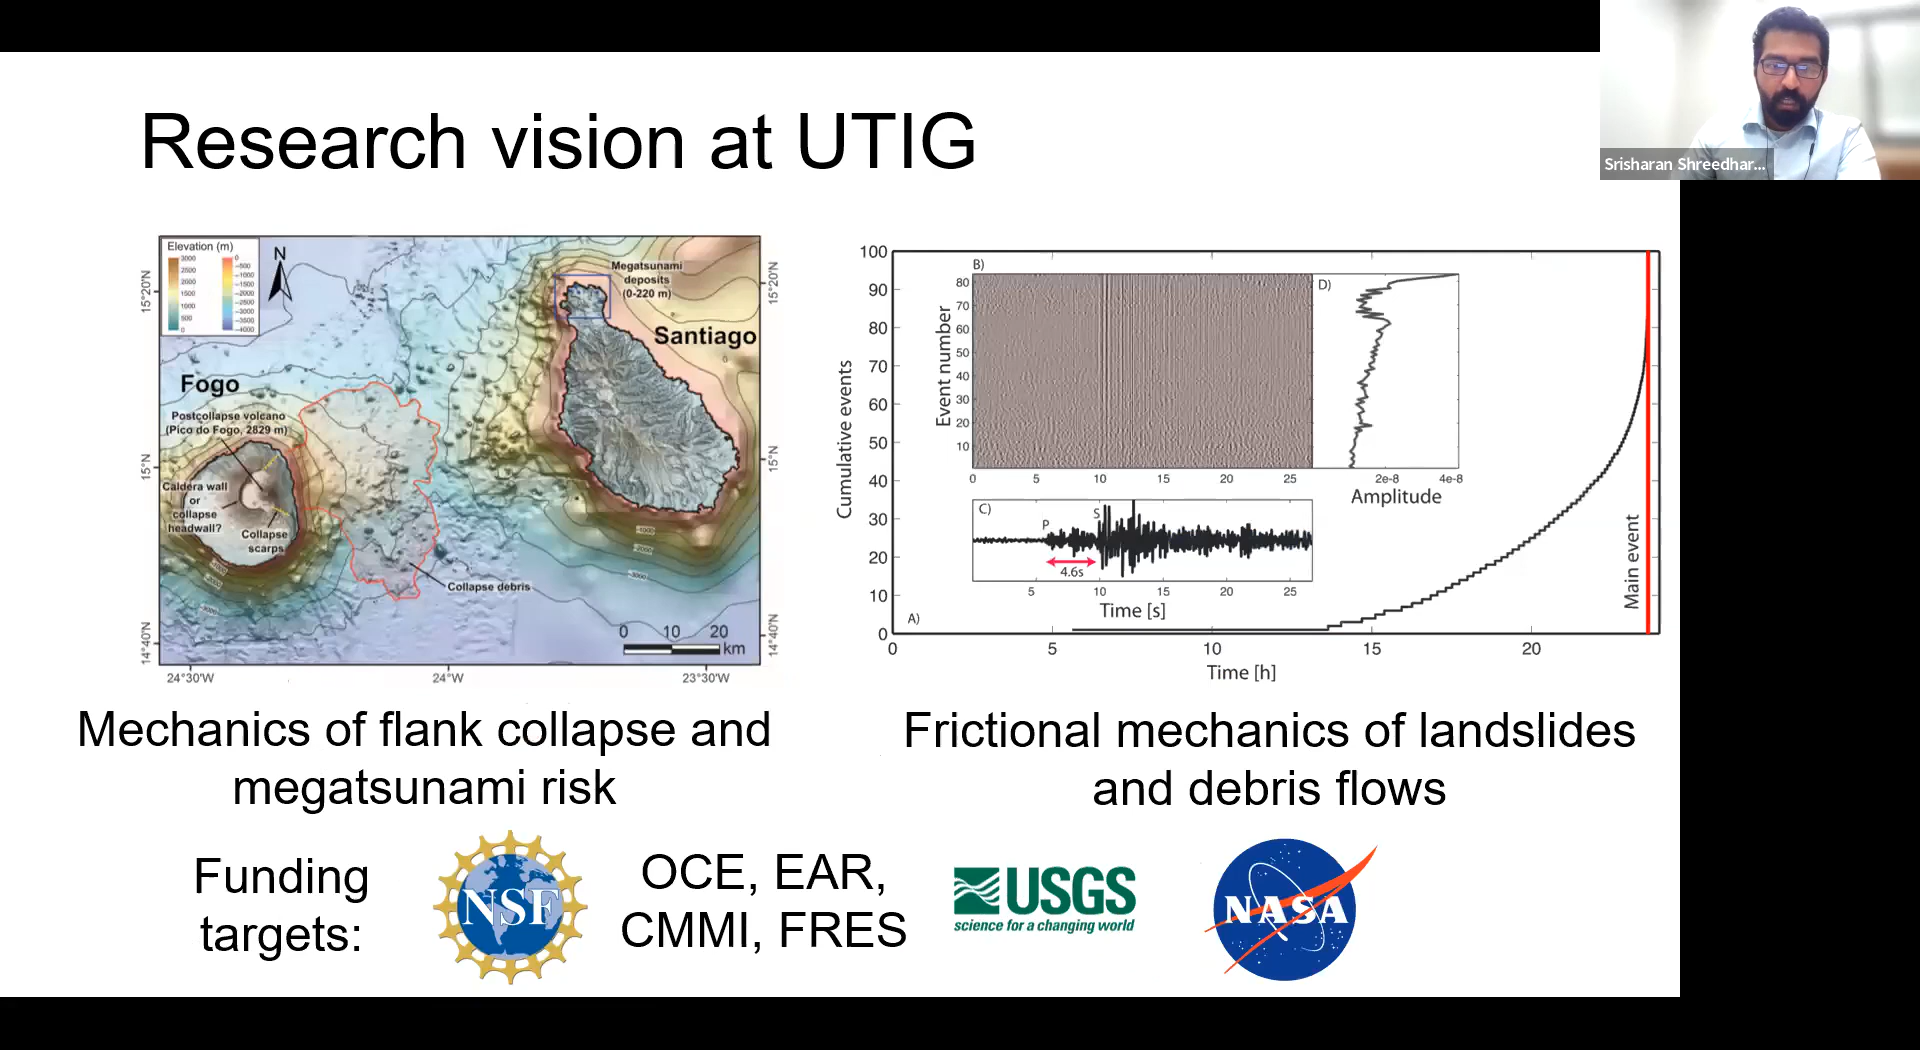 Srisharan Shreedhar...
Research vision at UTIG
Elevation (m)
3000
2500
2000
1500
1000
500
0
0
-500
-1000
-1500
-2000
-2500
-3000
-3500
-4000
N
Megatsunami
deposits
(0-220 m)
Santiago
Fogo
Postcollapse volcano
(Pico do Fogo, 2829 m)
Caldera wall
or
collapse
headwall?
Collapse
scarps
Collapse debris
-1000
-2000
-3000
-1000
-3000
0 10 20
km
15°20'N
15°N
14°40'N
15°20'N
15°N
14°40'N
24°30'W 24°W 23°30'W
Cumulative events
100
90
80
70
60
50
40
30
20
10
0
0 5 10 15 20
Time [h]
A)
Main event
B)
Event number
80
70
60
50
40
30
20
10
0 5 10 15 20 25
D)
2e-8 4e-8
Amplitude
C)
P
S
4.6s
5 10 15 20 25
Time [s]
Mechanics of flank collapse and
megatsunami risk
Frictional mechanics of landslides
and debris flows
Funding
targets:
NSF
OCE, EAR,
CMMI, FRES
USGS
science for a changing world
NASA